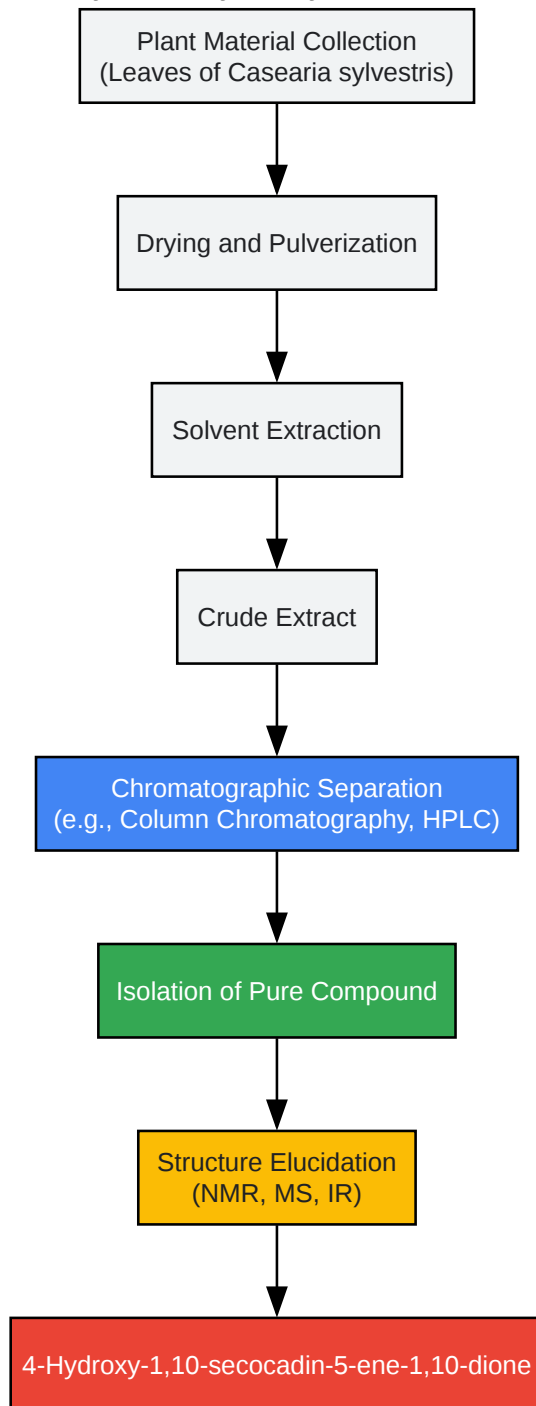 Plant Material Collection
(Leaves of Casearia sylvestris)
Drying and Pulverization
Solvent Extraction
Crude Extract
Chromatographic Separation
(e.g., Column Chromatography, HPLC)
Isolation of Pure Compound
Structure Elucidation
(NMR, MS, IR)
4-Hydroxy-1,10-secocadin-5-ene-1,10-dione